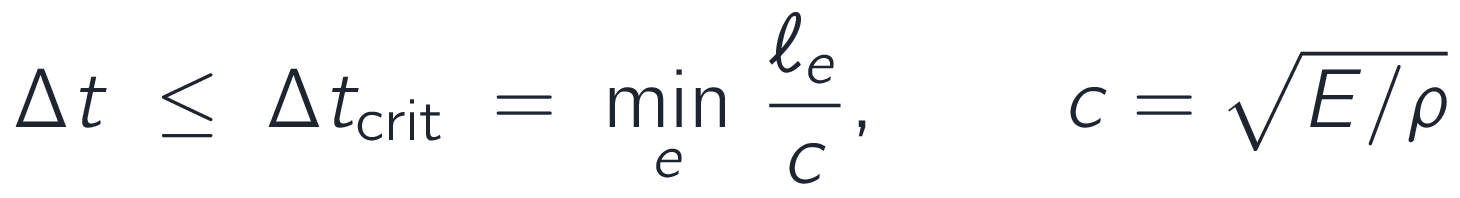 Δt ≤ Δt_crit = min_e ℓ_e / c, c = √(E/ρ)